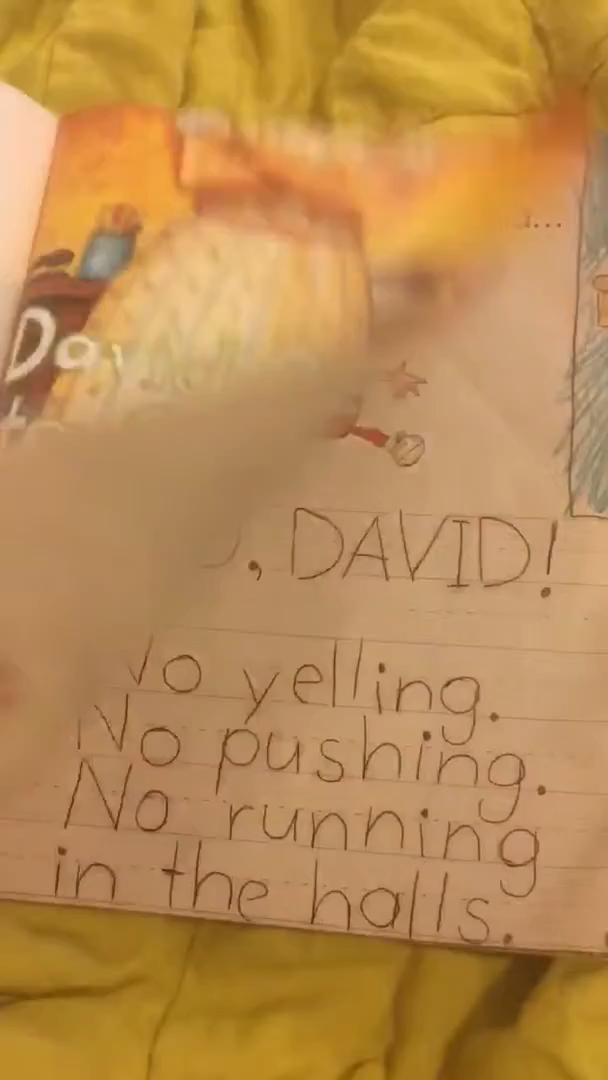 , DAVID!
No yelling.
No pushing.
No running
in the halls.